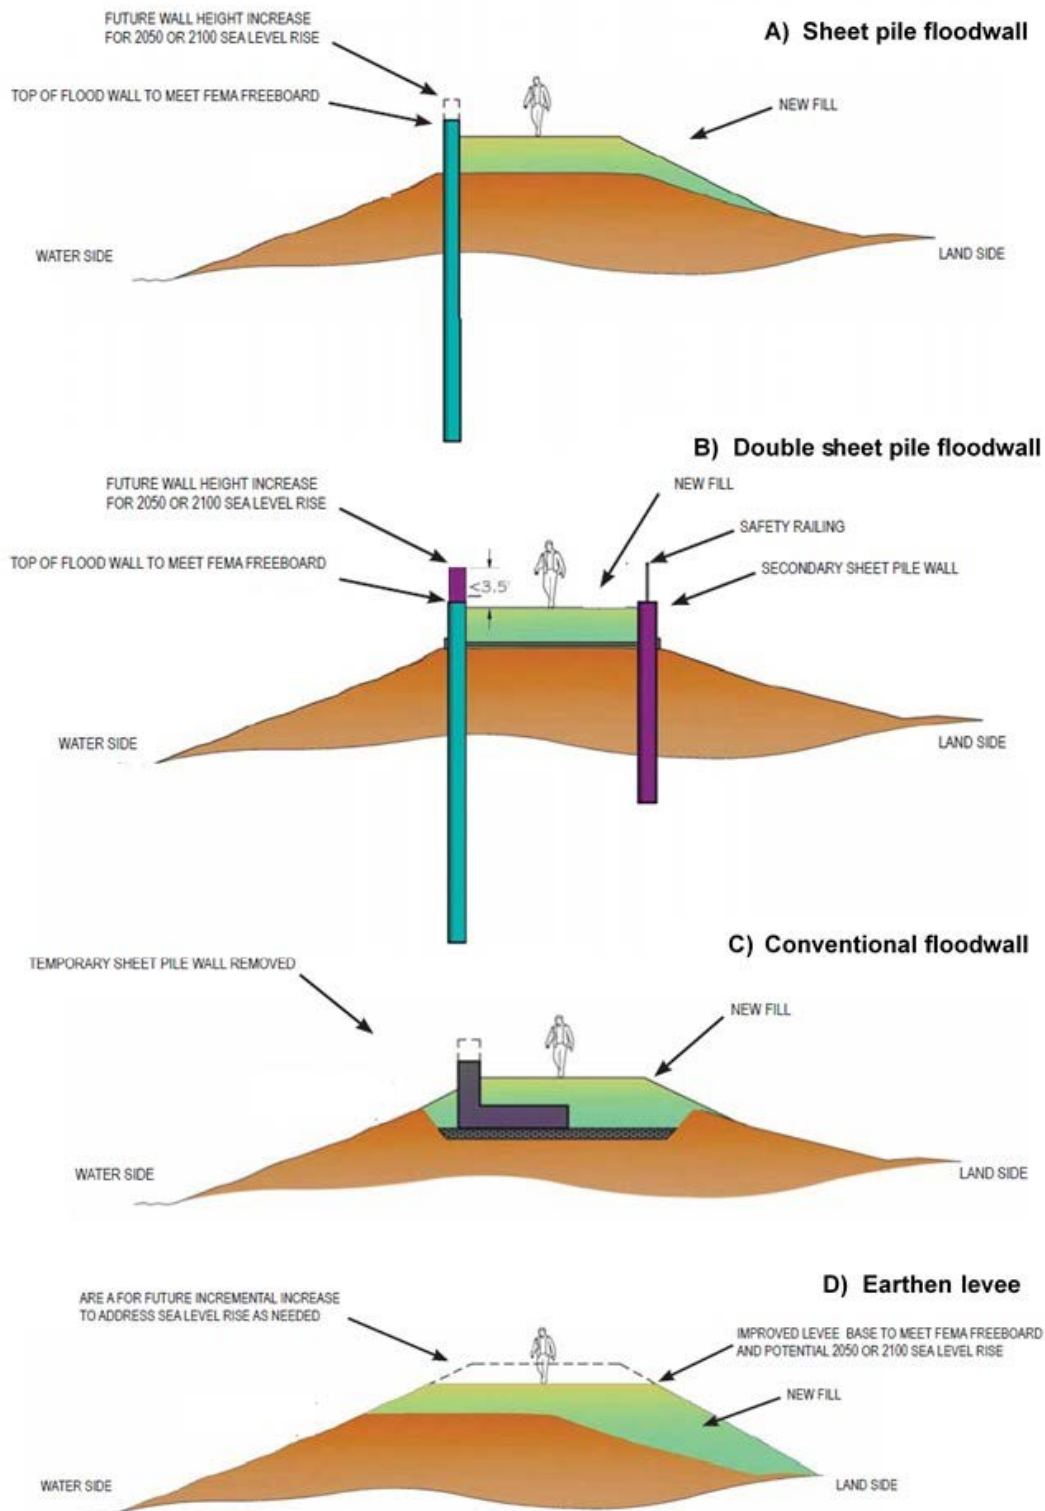 A) Sheet pile floodwall
FUTURE WALL HEIGHT INCREASE
FOR 2050 OR 2100 SEA LEVEL RISE
TOP OF FLOOD WALL TO MEET FEMA FREEBOARD
NEW FILL
WATER SIDE
LAND SIDE
B) Double sheet pile floodwall
FUTURE WALL HEIGHT INCREASE
FOR 2050 OR 2100 SEA LEVEL RISE
NEW FILL
SAFETY RAILING
TOP OF FLOOD WALL TO MEET FEMA FREEBOARD
SECONDARY SHEET PILE WALL
<3.5'
WATER SIDE
LAND SIDE
C) Conventional floodwall
TEMPORARY SHEET PILE WALL REMOVED
NEW FILL
WATER SIDE
LAND SIDE
D) Earthen levee
ARE A FOR FUTURE INCREMENTAL INCREASE
TO ADDRESS SEA LEVEL RISE AS NEEDED
IMPROVED LEVEE BASE TO MEET FEMA FREEBOARD
AND POTENTIAL 2050 OR 2100 SEA LEVEL RISE
NEW FILL
WATER SIDE
LAND SIDE